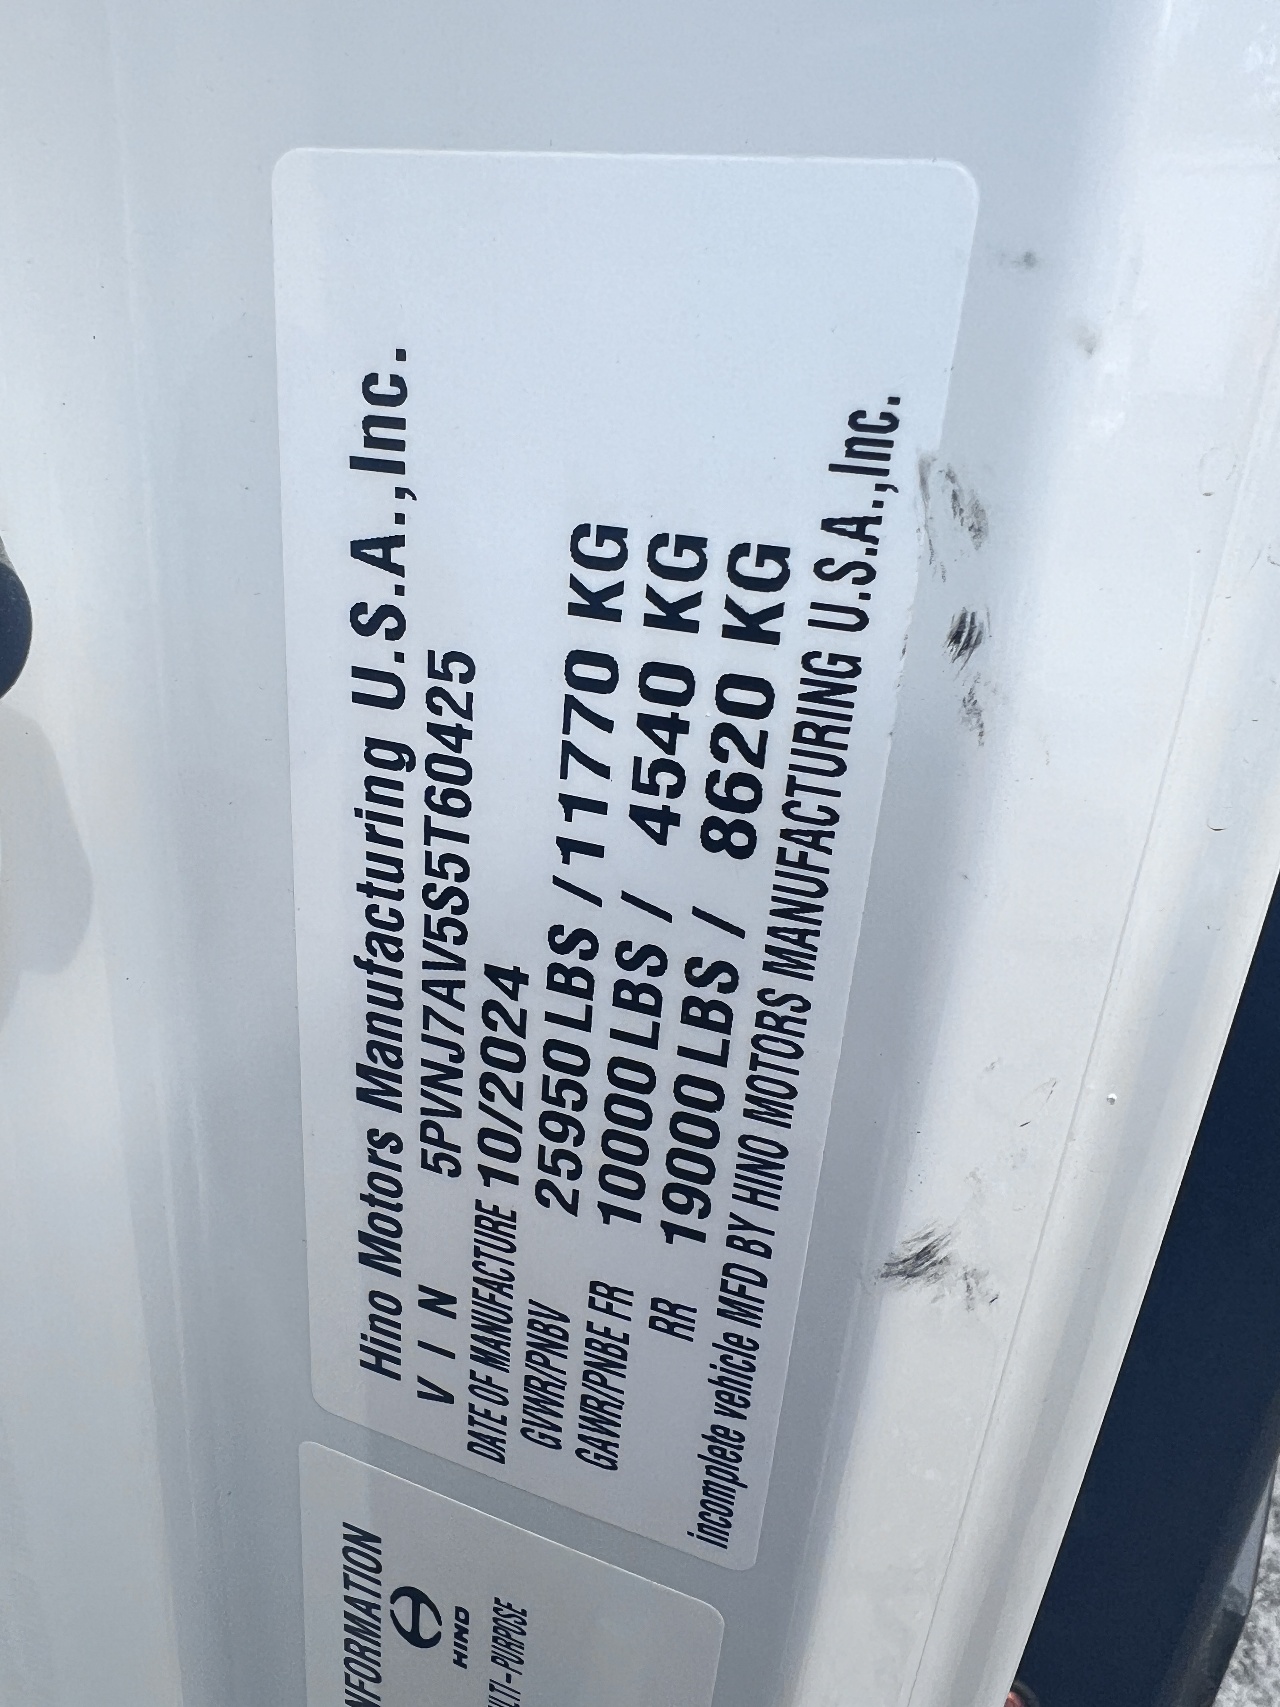 Hino Motors Manufacturing U.S.A.,Inc.
VIN 5PVNJ7AV5S5T60425
DATE OF MANUFACTURE 10/2024
GVWR/PNBV 25950 LBS / 11770 KG
GAWR/PNBE FR 10000 LBS / 4540 KG
RR 19000 LBS / 8620 KG
incomplete vehicle MFD BY HINO MOTORS MANUFACTURING U.S.A.,Inc.
NFORMATION
HINO
LTI-PURPOSE